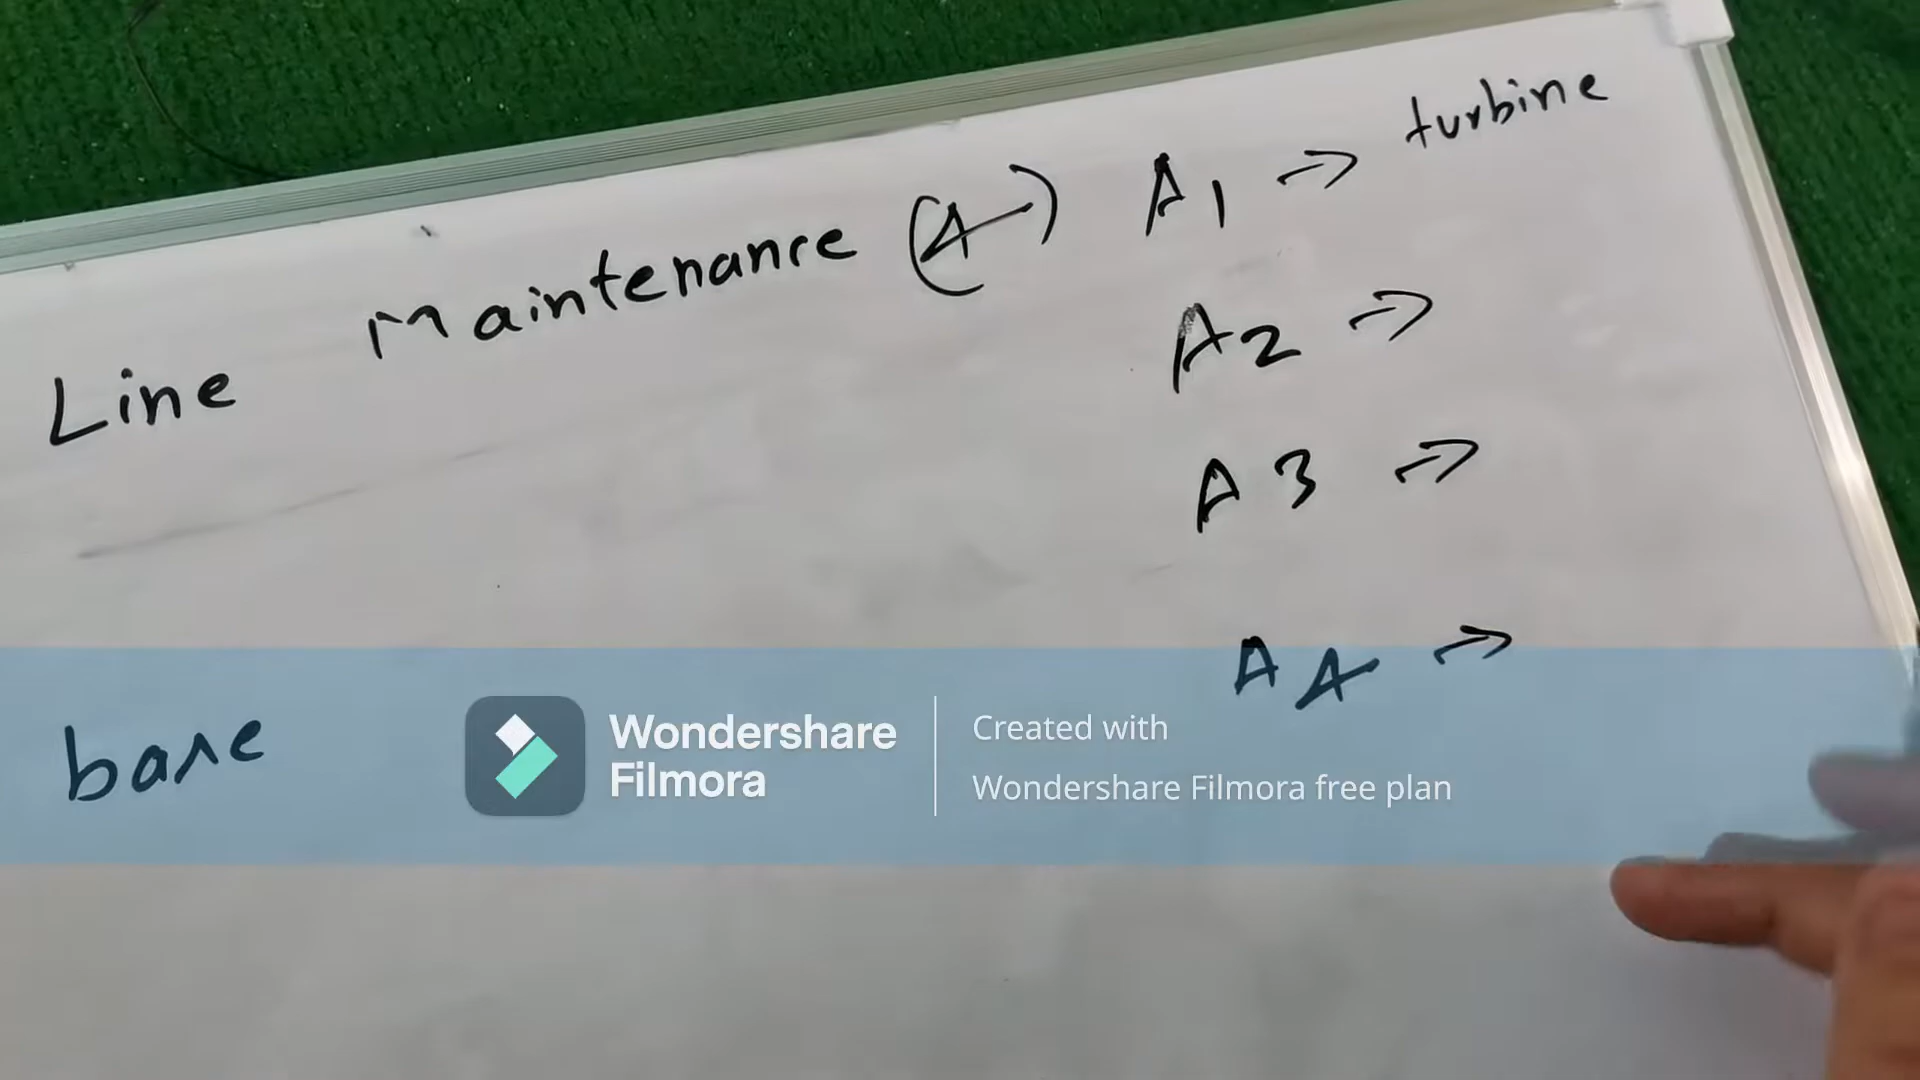 Line Maintenance (A) A1 → turbine
A2 →
A3 →
A4 →
base
Wondershare Filmora
Created with
Wondershare Filmora free plan